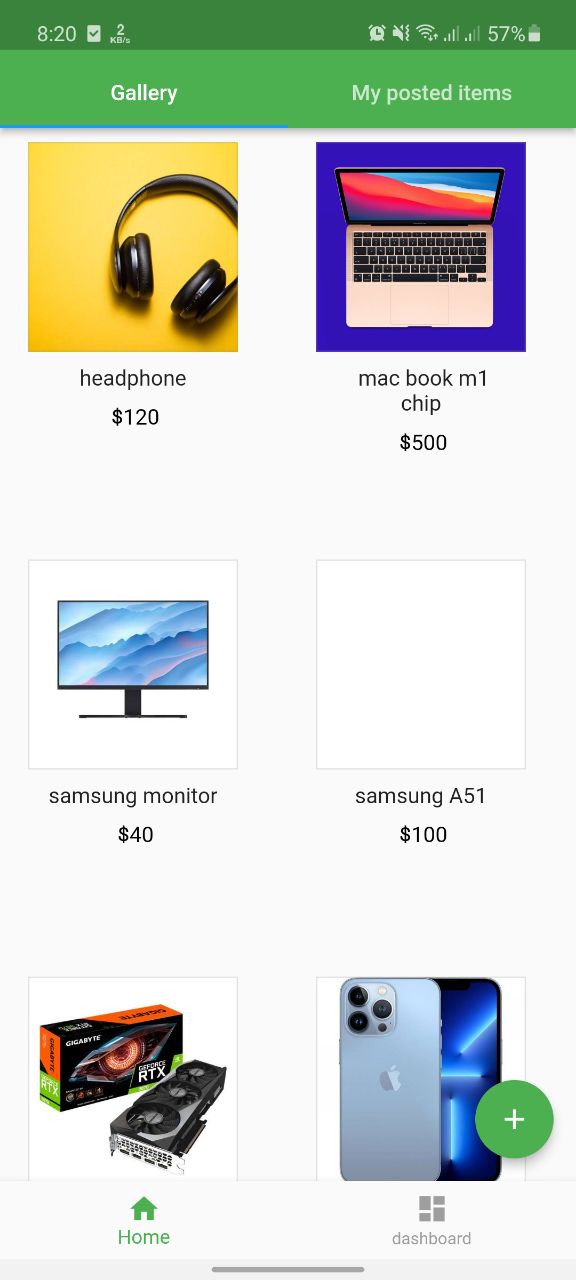 8:20 2 KB/s 57%
Gallery My posted items
headphone mac book m1
chip
$120 $500
samsung monitor samsung A51
$40 $100
GIGABYTE
GIGABYTE
GEFORCE
RTX
RTX
Home dashboard